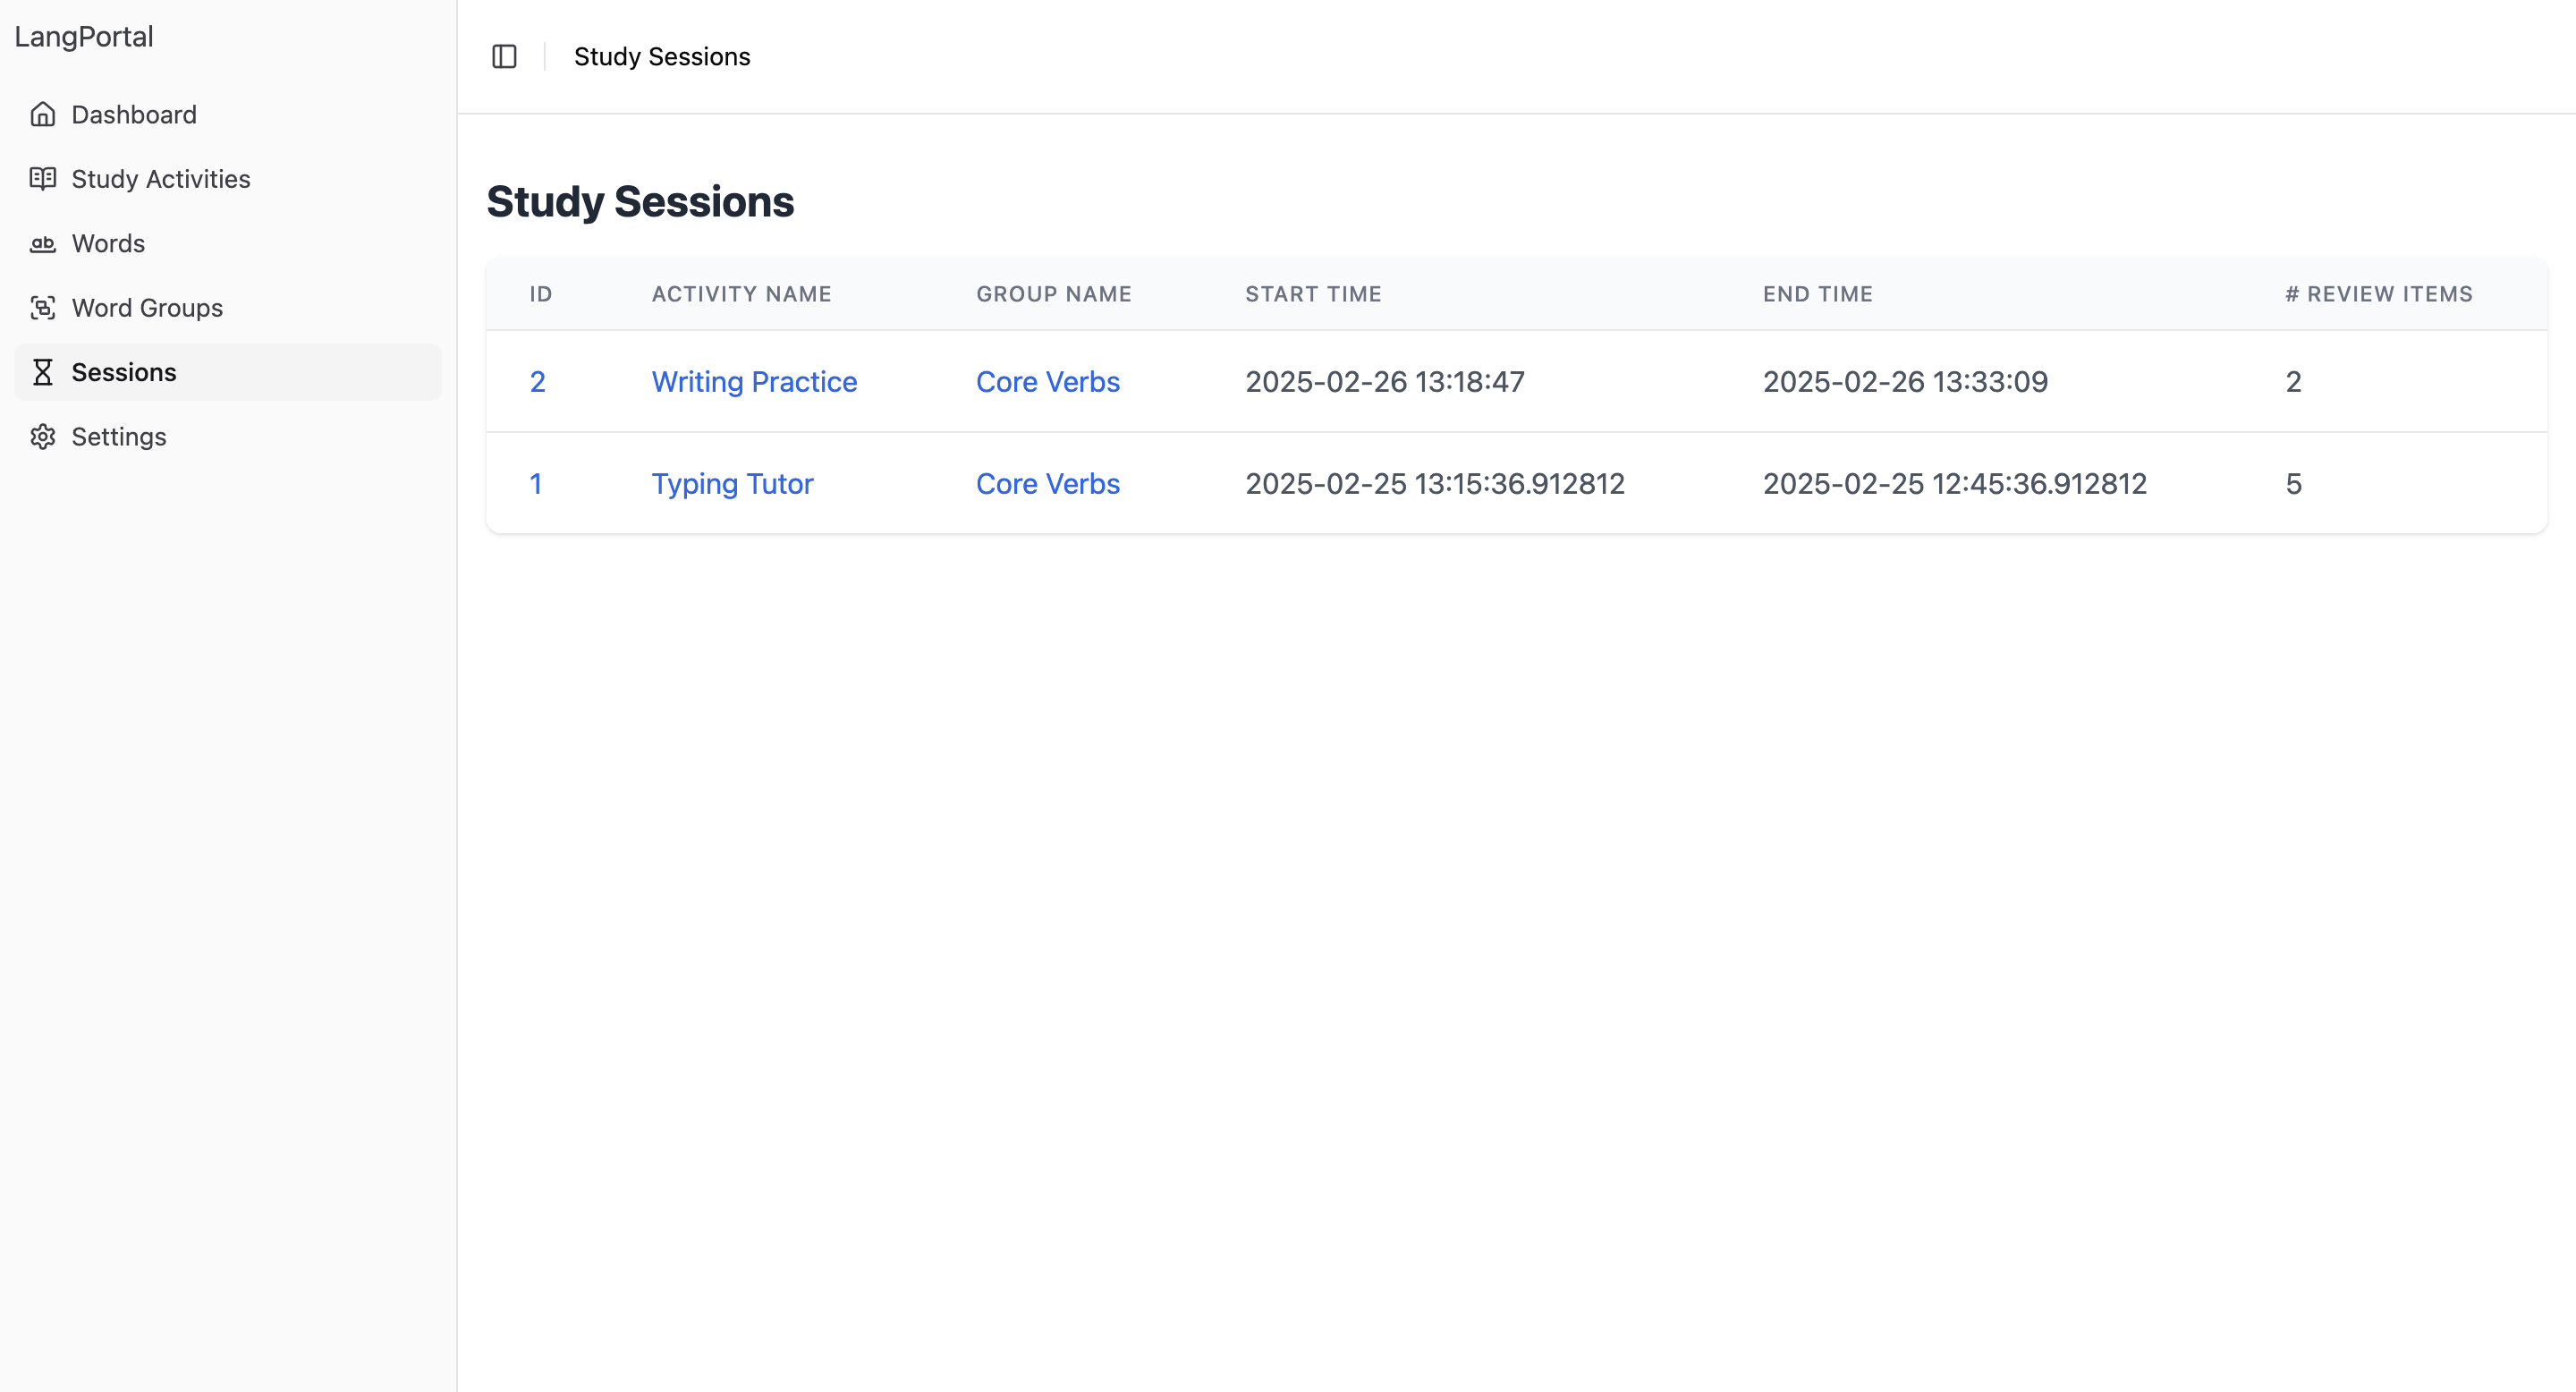 LangPortal
Dashboard
Study Activities
Words
Word Groups
Sessions
Settings
Study Sessions
Study Sessions
ID ACTIVITY NAME GROUP NAME START TIME END TIME # REVIEW ITEMS
2 Writing Practice Core Verbs 2025-02-26 13:18:47 2025-02-26 13:33:09 2
1 Typing Tutor Core Verbs 2025-02-25 13:15:36.912812 2025-02-25 12:45:36.912812 5